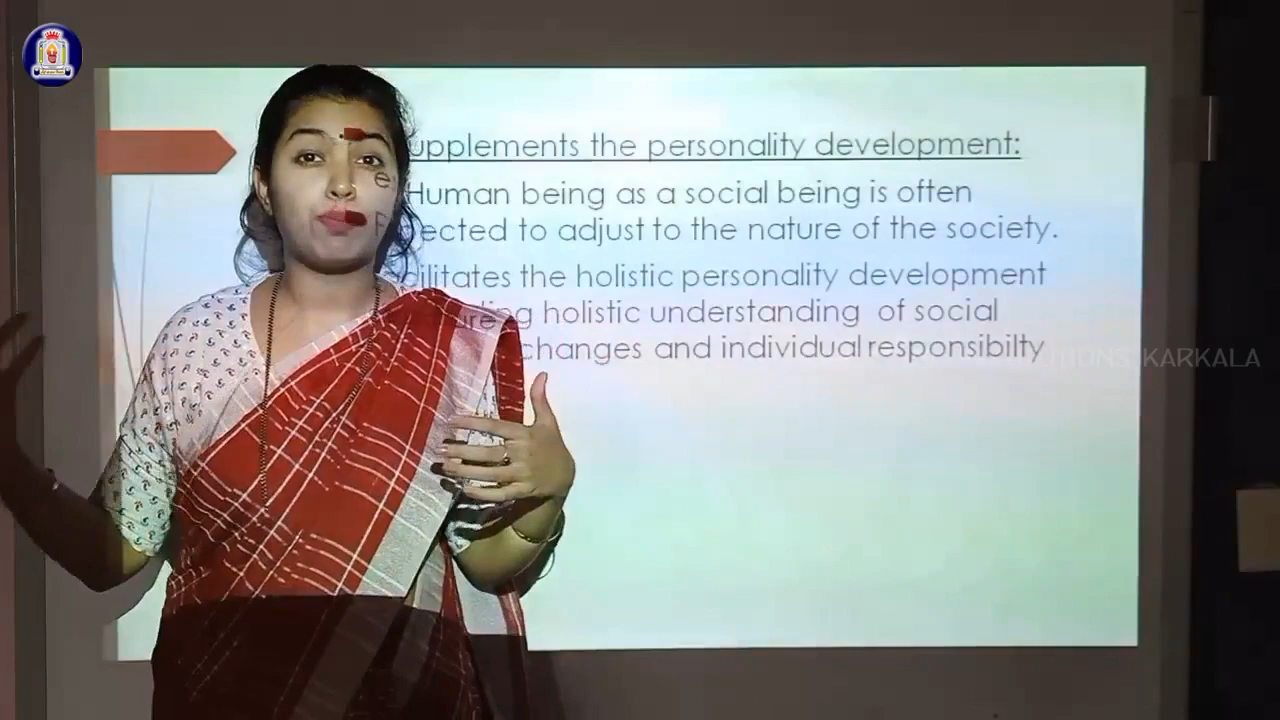 upplements the personality development:
Human being as a social being is often
ected to adjust to the nature of the society.
ilitates the holistic personality development
holistic understanding of social
changes and individual responsibilty
KARKALA